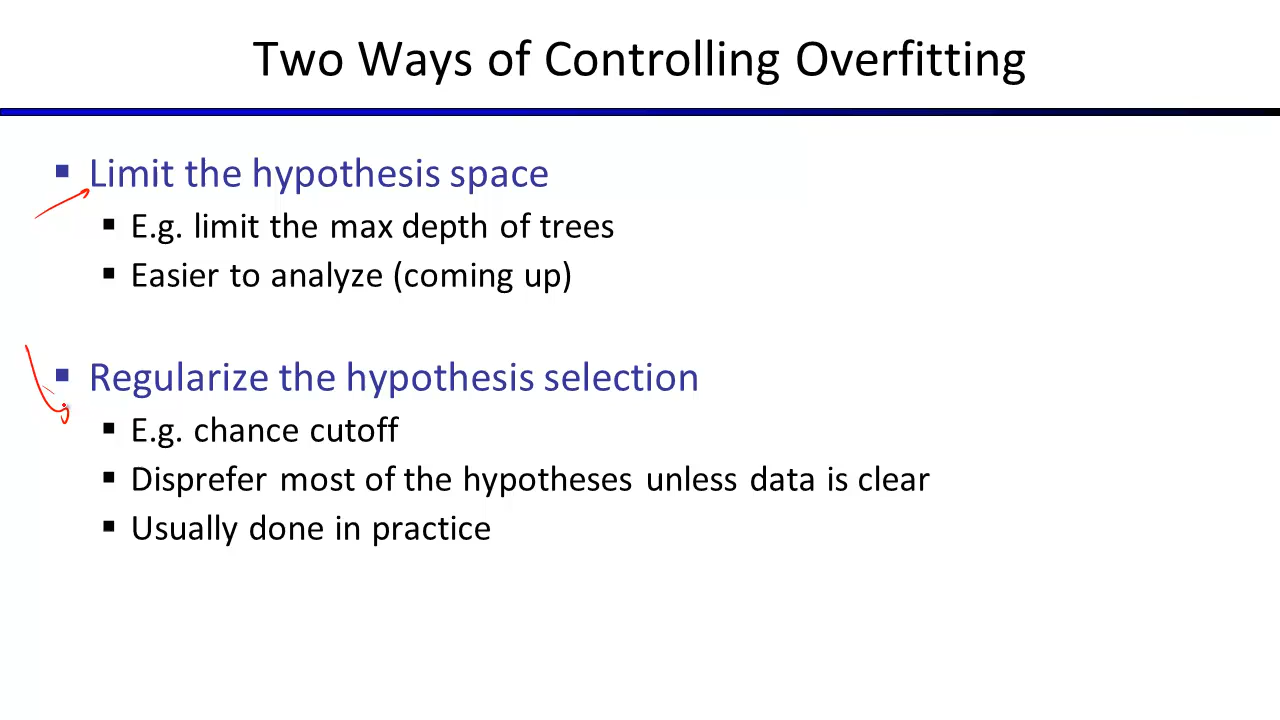 Two Ways of Controlling Overfitting
▪ Limit the hypothesis space
▪ E.g. limit the max depth of trees
▪ Easier to analyze (coming up)
▪ Regularize the hypothesis selection
▪ E.g. chance cutoff
▪ Disprefer most of the hypotheses unless data is clear
▪ Usually done in practice